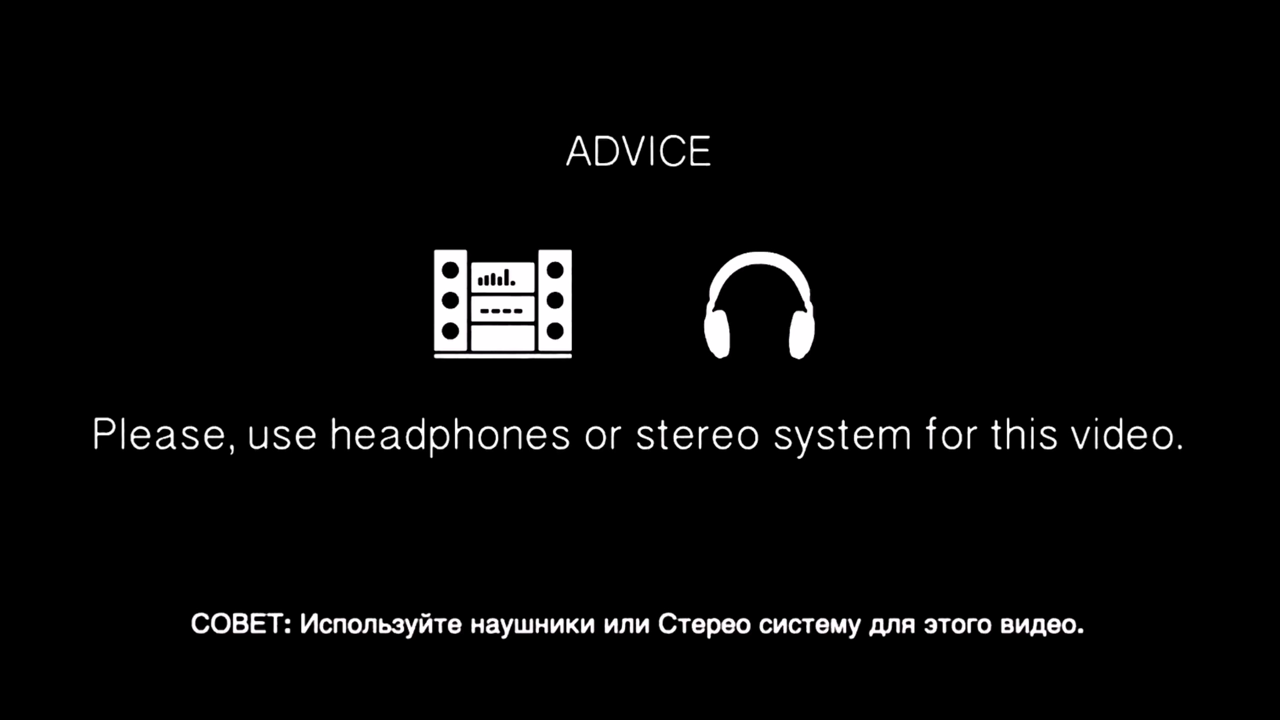 ADVICE
Please, use headphones or stereo system for this video.
СОВЕТ: Используйте наушники или Стерео систему для этого видео.